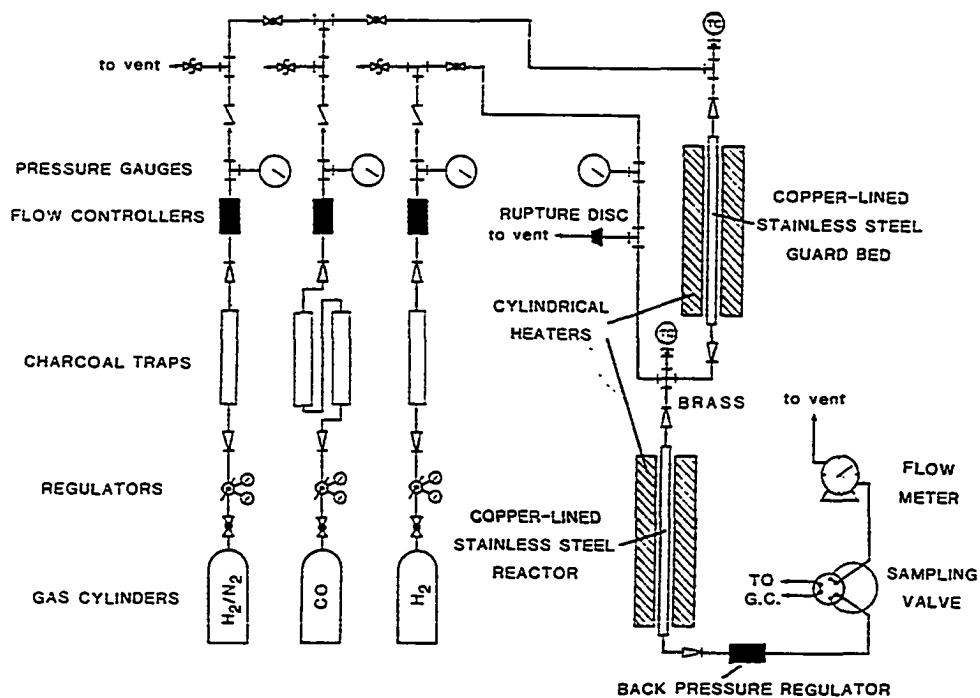 to vent
PRESSURE GAUGES
FLOW CONTROLLERS
RUPTURE DISC
to vent
COPPER-LINED
STAINLESS STEEL
GUARD BED
CYLINDRICAL
HEATERS
CHARCOAL TRAPS
BRASS
to vent
REGULATORS
FLOW
METER
COPPER-LINED
STAINLESS STEEL
REACTOR
TO
G.C.
SAMPLING
VALVE
GAS CYLINDERS
H2/N2
CO
H2
BACK PRESSURE REGULATOR